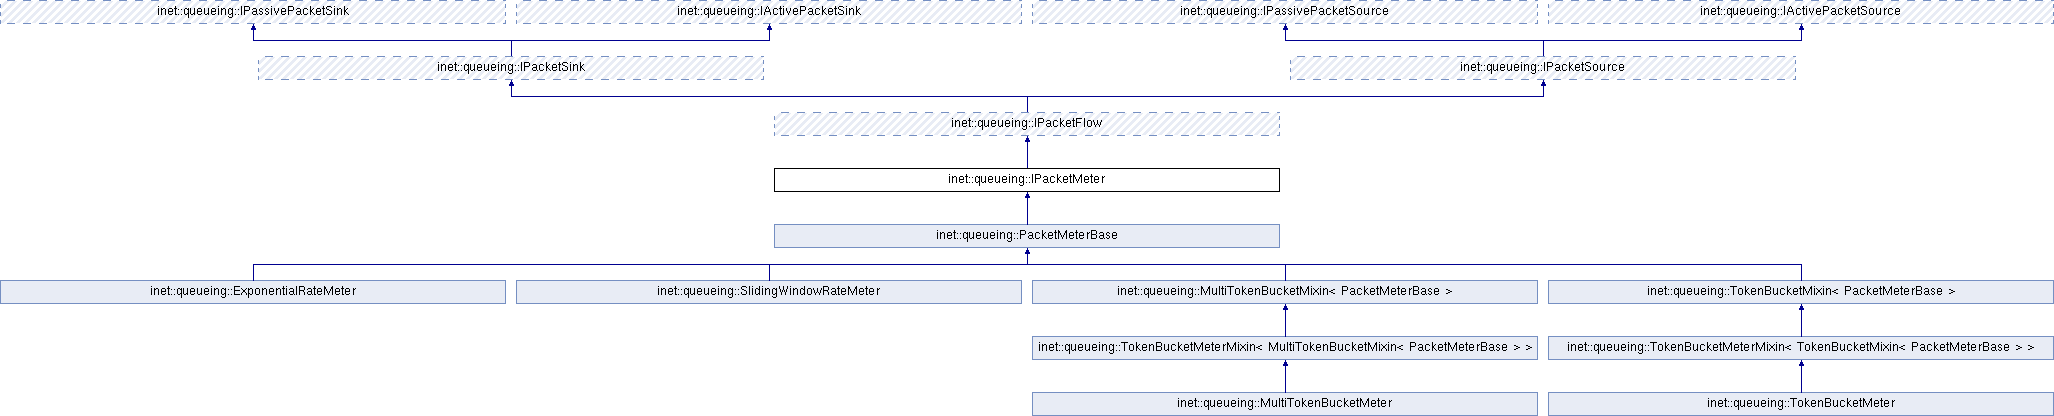 inet::queueing::IPassivePacketSink
inet::queueing::IActivePacketSink
inet::queueing::IPassivePacketSource
inet::queueing::IActivePacketSource
inet::queueing::IPacketSink
inet::queueing::IPacketSource
inet::queueing::IPacketFlow
inet::queueing::IPacketMeter
inet::queueing::PacketMeterBase
inet::queueing::ExponentialRateMeter
inet::queueing::SlidingWindowRateMeter
inet::queueing::MultiTokenBucketMixin< PacketMeterBase >
inet::queueing::TokenBucketMixin< PacketMeterBase >
inet::queueing::TokenBucketMeterMixin< MultiTokenBucketMixin< PacketMeterBase > >
inet::queueing::TokenBucketMeterMixin< TokenBucketMixin< PacketMeterBase > >
inet::queueing::MultiTokenBucketMeter
inet::queueing::TokenBucketMeter